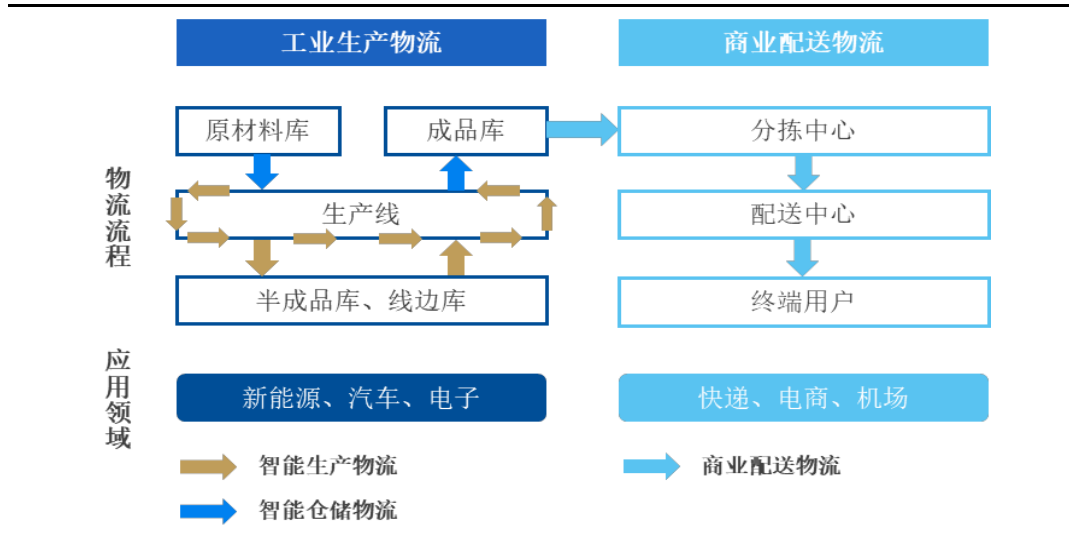 工业生产物流
商业配送物流
物流流程
原材料库
成品库
分拣中心
生产线
配送中心
半成品库、线边库
终端用户
应用领域
新能源、汽车、电子
快递、电商、机场
智能生产物流
商业配送物流
智能仓储物流